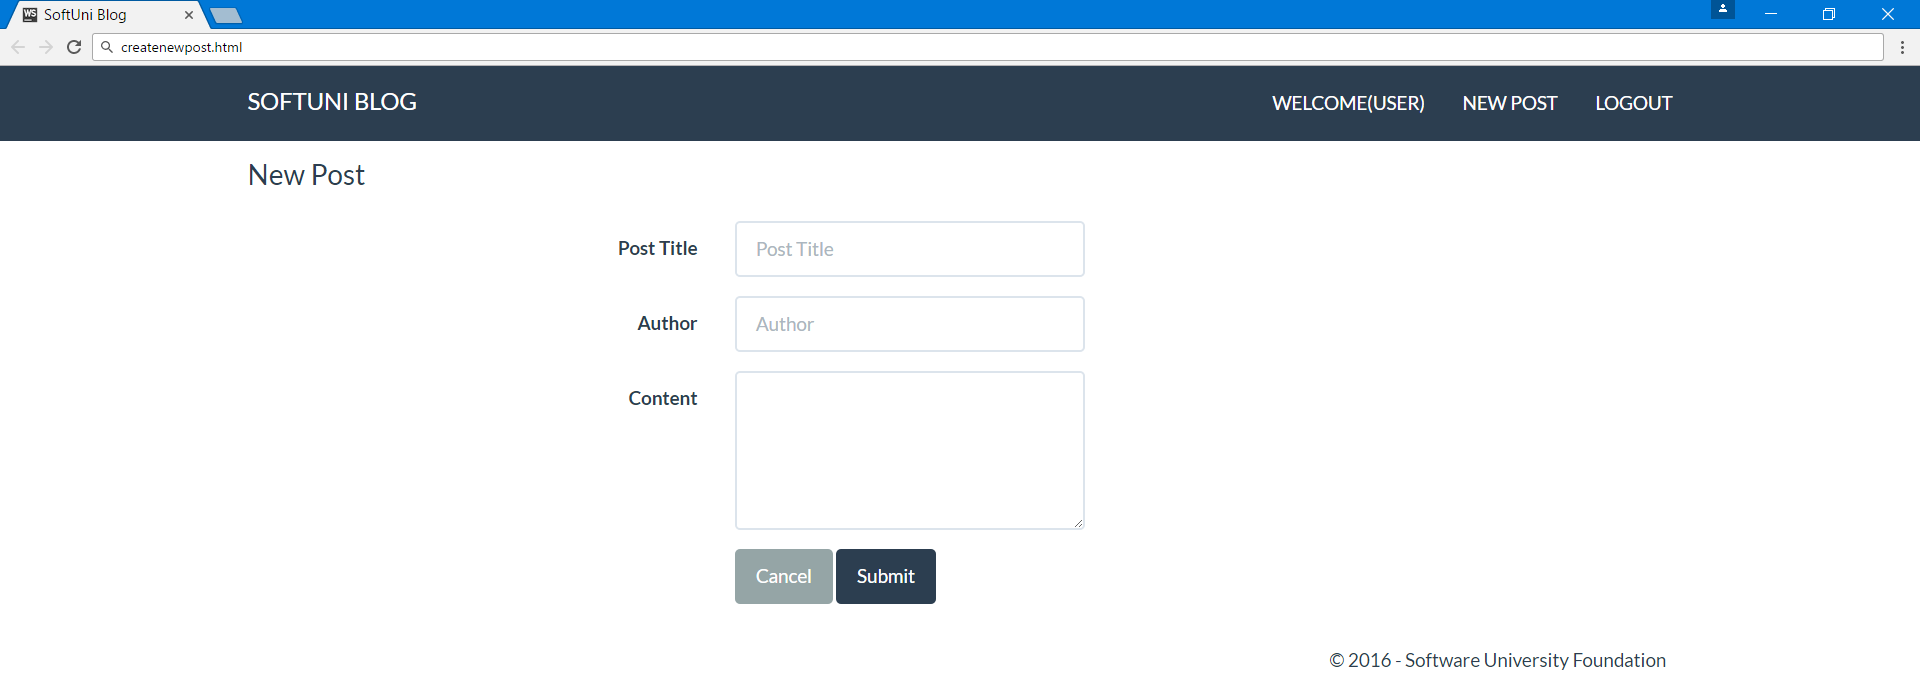 SoftUni Blog
createnewpost.html
SOFTUNI BLOG WELCOME(USER) NEW POST LOGOUT
New Post
Post Title Post Title
Author Author
Content
Cancel Submit
© 2016 - Software University Foundation